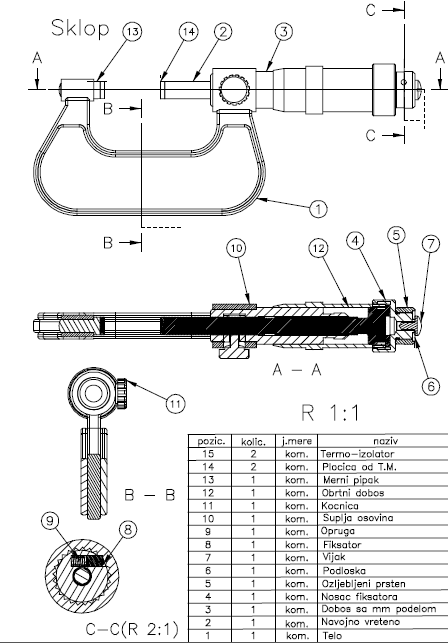 Sklop
C
13
14
2
3
A
A
B
C
1
B
10
12
4
5
7
A - A
6
R 1:1
11
B - B
9
8
C-C(R 2:1)
pozic. kolic. j.mere naziv
15 2 kom. Termo-izolator
14 2 kom. Plocica od T.M.
13 1 kom. Merni pipak
12 1 kom. Obrtni dobos
11 1 kom. Kocnica
10 1 kom. Suplja osovina
9 1 kom. Opruga
8 1 kom. Fiksator
7 1 kom. Vijak
6 1 kom. Podloska
5 1 kom. Ozljebljeni prsten
4 1 kom. Nosac fiksatora
3 1 kom. Dobos sa mm podelom
2 1 kom. Navojno vreteno
1 1 kom. Telo